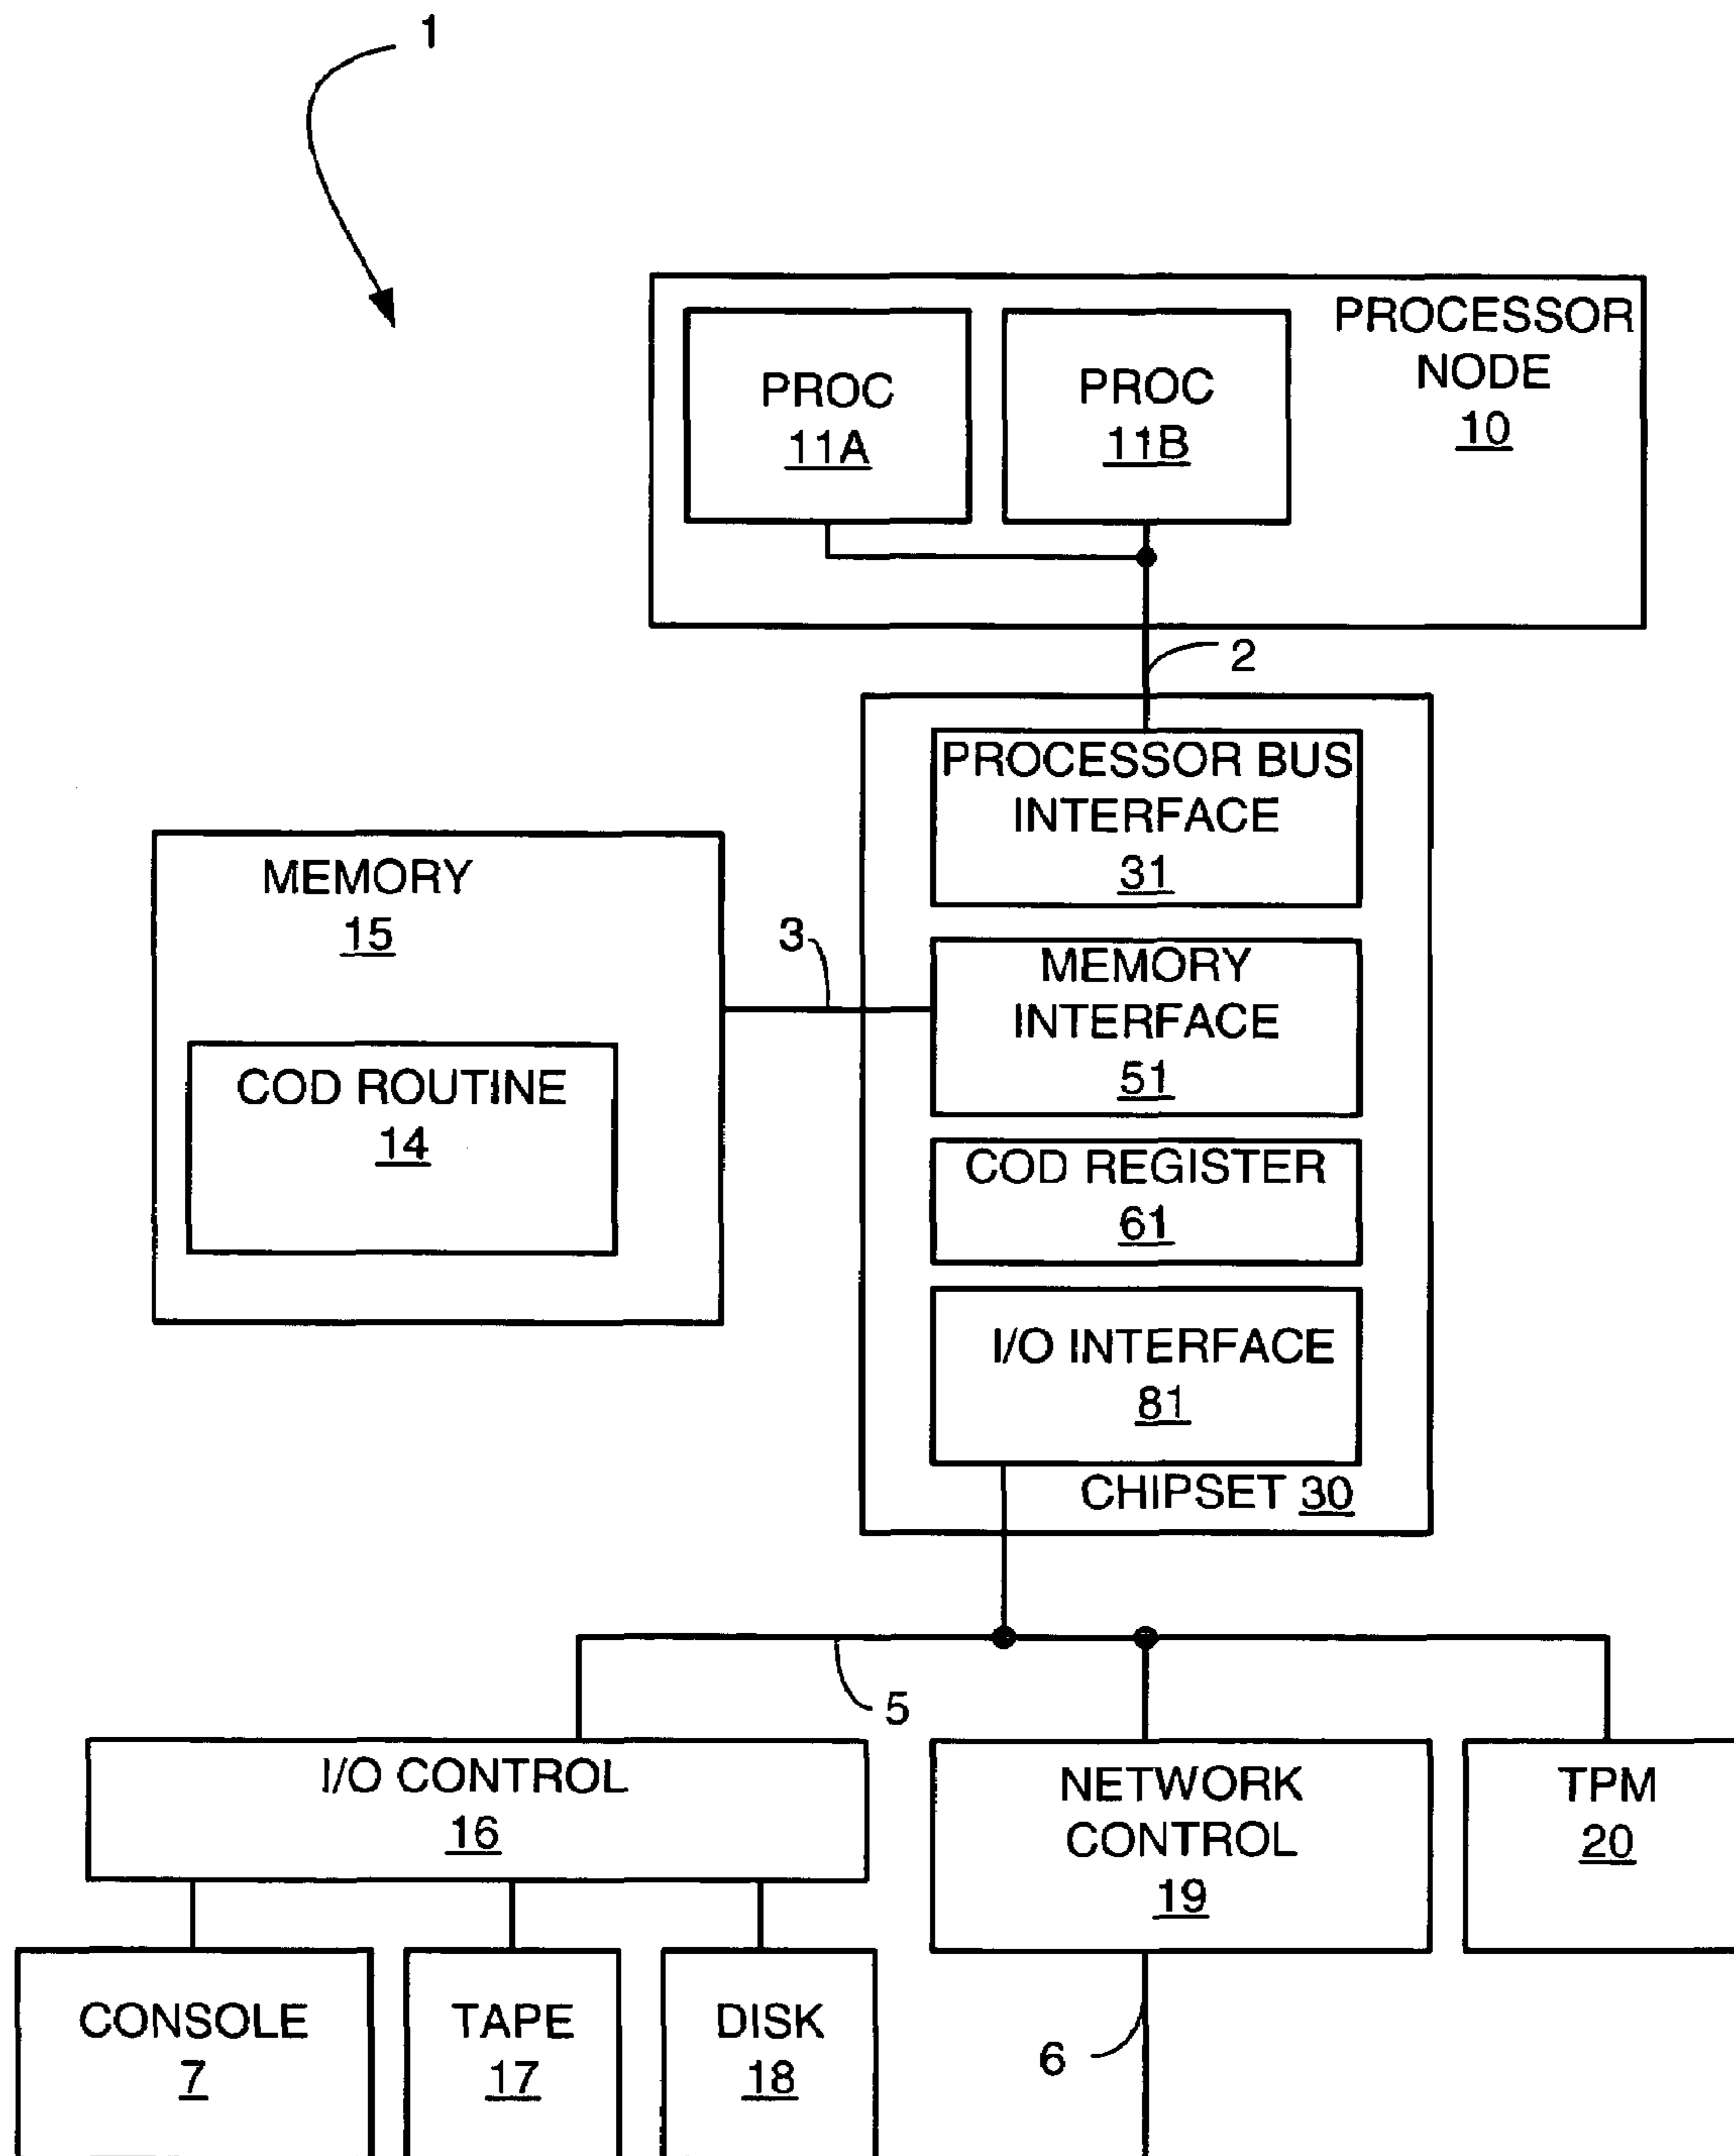 1
PROCESSOR
NODE
10
PROC
11A
PROC
11B
2
PROCESSOR BUS
INTERFACE
31
MEMORY
15
3
MEMORY
INTERFACE
51
COD ROUTINE
14
COD REGISTER
61
I/O INTERFACE
81
CHIPSET 30
5
I/O CONTROL
16
NETWORK
CONTROL
19
TPM
20
CONSOLE
7
TAPE
17
DISK
18
6